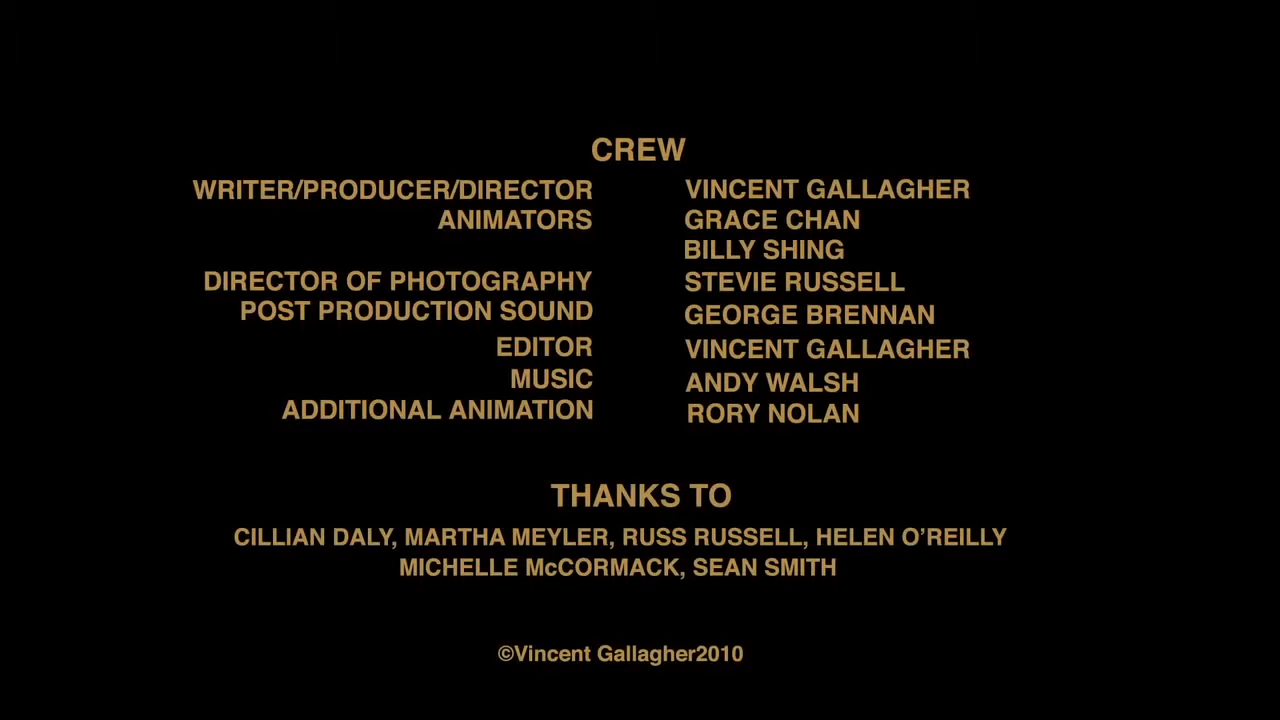 CREW
WRITER/PRODUCER/DIRECTOR VINCENT GALLAGHER
ANIMATORS GRACE CHAN
BILLY SHING
DIRECTOR OF PHOTOGRAPHY STEVIE RUSSELL
POST PRODUCTION SOUND GEORGE BRENNAN
EDITOR VINCENT GALLAGHER
MUSIC ANDY WALSH
ADDITIONAL ANIMATION RORY NOLAN
THANKS TO
CILLIAN DALY, MARTHA MEYLER, RUSS RUSSELL, HELEN O’REILLY
MICHELLE McCORMACK, SEAN SMITH
©Vincent Gallagher2010